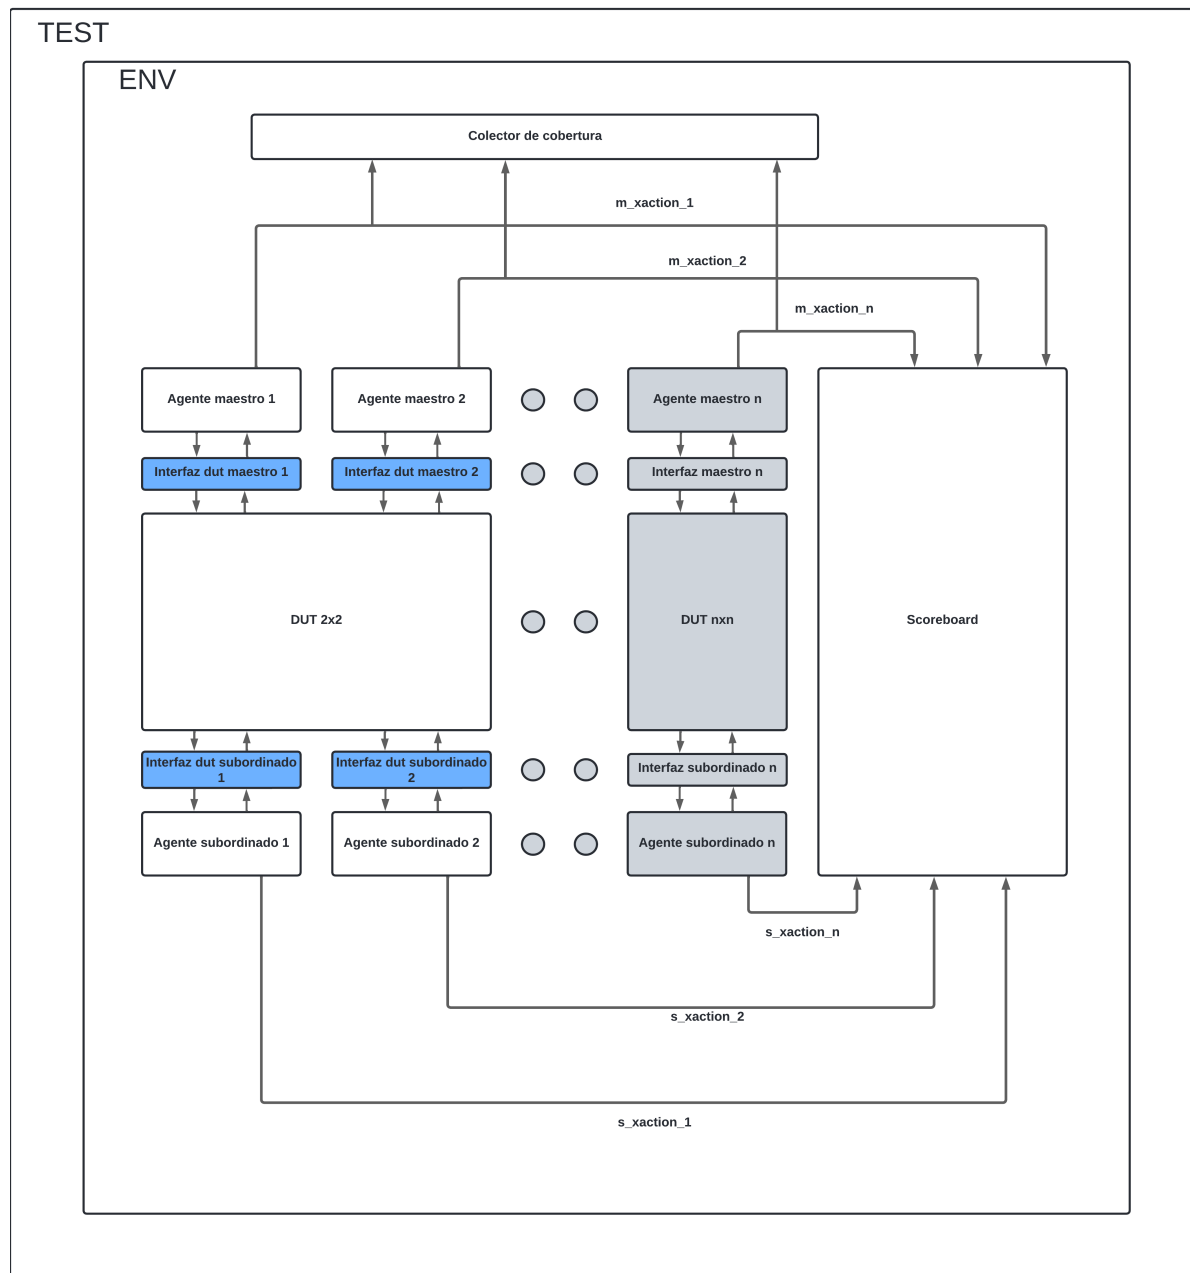 TEST
ENV
Colector de cobertura
m_xaction_1
m_xaction_2
m_xaction_n
Agente maestro 1
Agente maestro 2
Agente maestro n
Interfaz dut maestro 1
Interfaz dut maestro 2
Interfaz maestro n
DUT 2x2
DUT nxn
Scoreboard
Interfaz dut subordinado
1
Interfaz dut subordinado
2
Interfaz subordinado n
Agente subordinado 1
Agente subordinado 2
Agente subordinado n
s_xaction_n
s_xaction_2
s_xaction_1